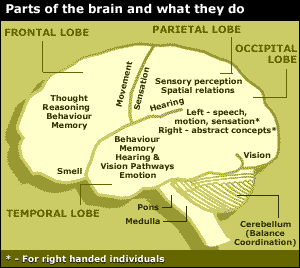 Parts of the brain and what they do
FRONTAL LOBE
PARIETAL LOBE
OCCIPITAL
LOBE
Thought
Reasoning
Behaviour
Memory
Movement
Sensation
Sensory perception
Spatial relations
Hearing
Left - speech,
motion, sensation*
Right - abstract concepts*
Behaviour
Memory
Hearing &
Vision Pathways
Emotion
Vision
Smell
TEMPORAL LOBE
Pons
Medulla
Cerebellum
(Balance
Coordination)
* - For right handed individuals